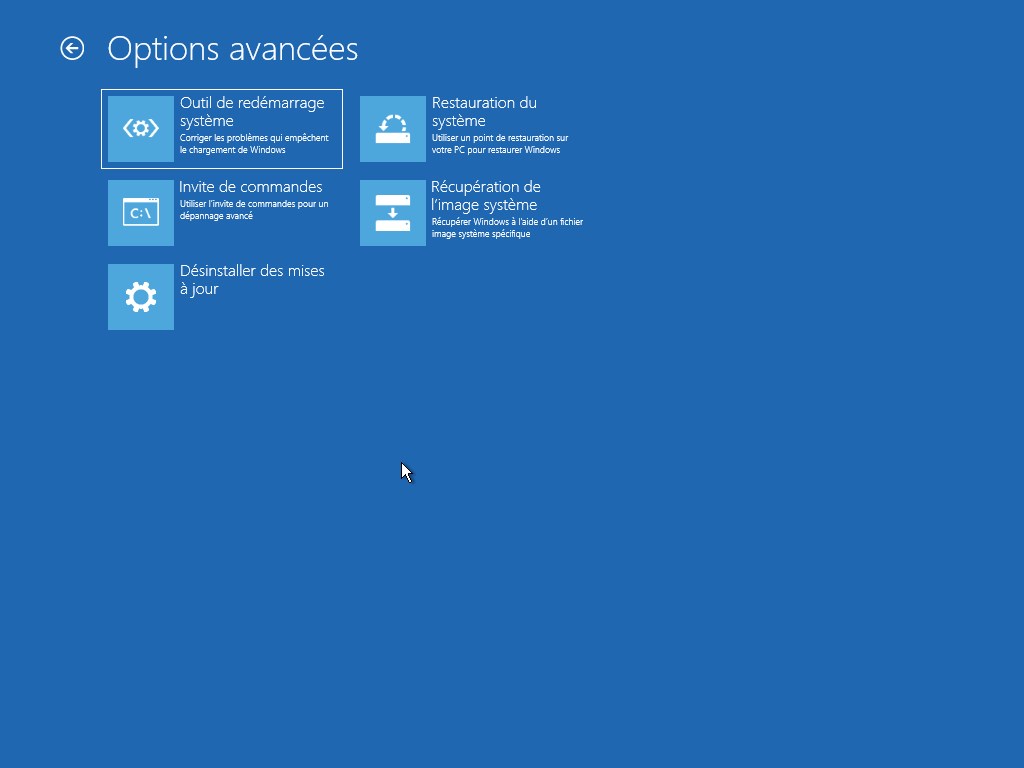 Options avancées
Outil de redémarrage
système
Corriger les problèmes qui empêchent
le chargement de Windows
Restauration du
système
Utiliser un point de restauration sur
votre PC pour restaurer Windows
Invite de commandes
Utiliser l'invite de commandes pour un
dépannage avancé
C:\
Récupération de
l'image système
Récupérer Windows à l'aide d'un fichier
image système spécifique
Désinstaller des mises
à jour